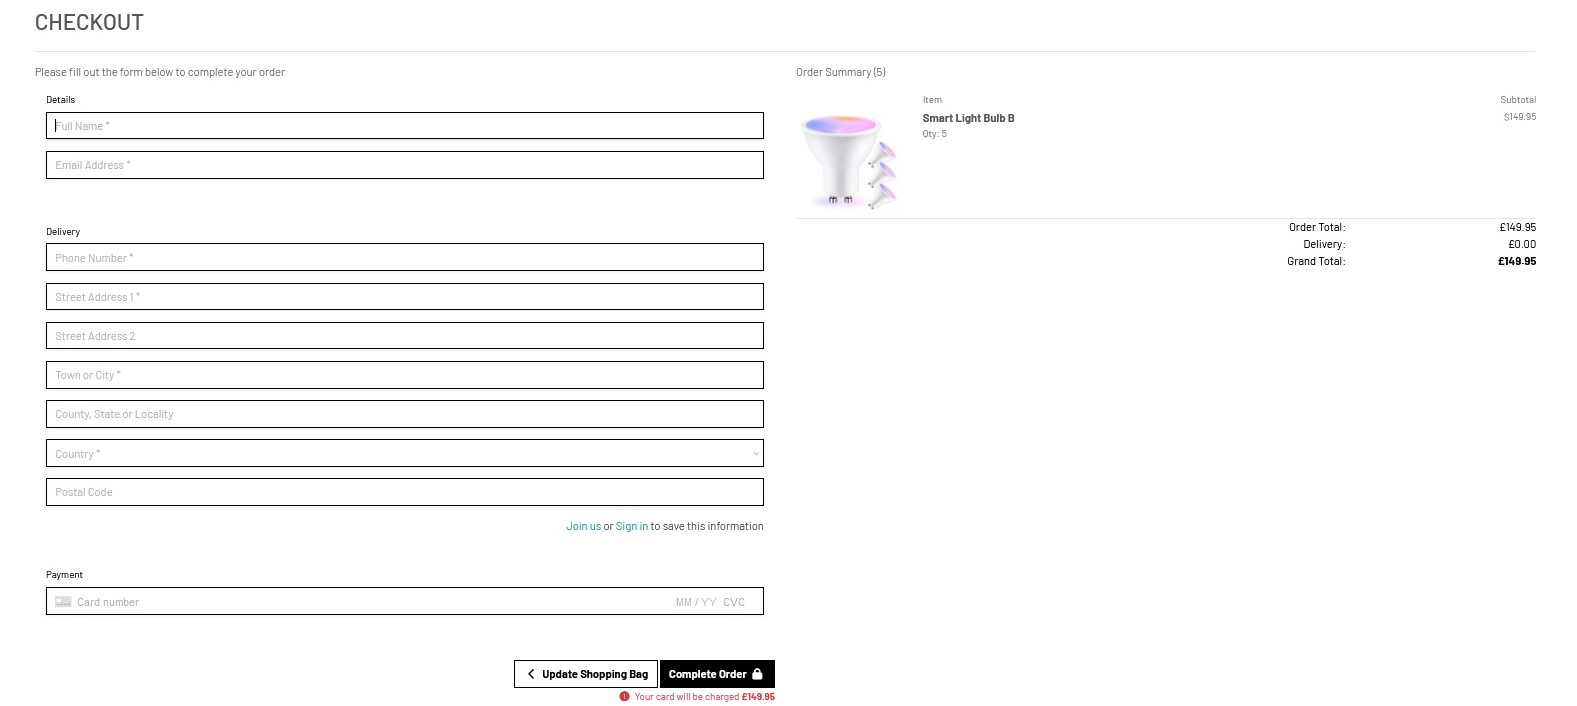 CHECKOUT
Please fill out the form below to complete your order
Details
Full Name *
Email Address *
Delivery
Phone Number *
Street Address 1 *
Street Address 2
Town or City *
County, State or Locality
Country *
Postal Code
Join us or Sign in to save this information
Payment
Card number MM / YY CVC
Update Shopping Bag Complete Order
Your card will be charged £149.95
Order Summary (5)
Item Subtotal
Smart Light Bulb B $149.95
Qty: 5
Order Total: £149.95
Delivery: £0.00
Grand Total: £149.95